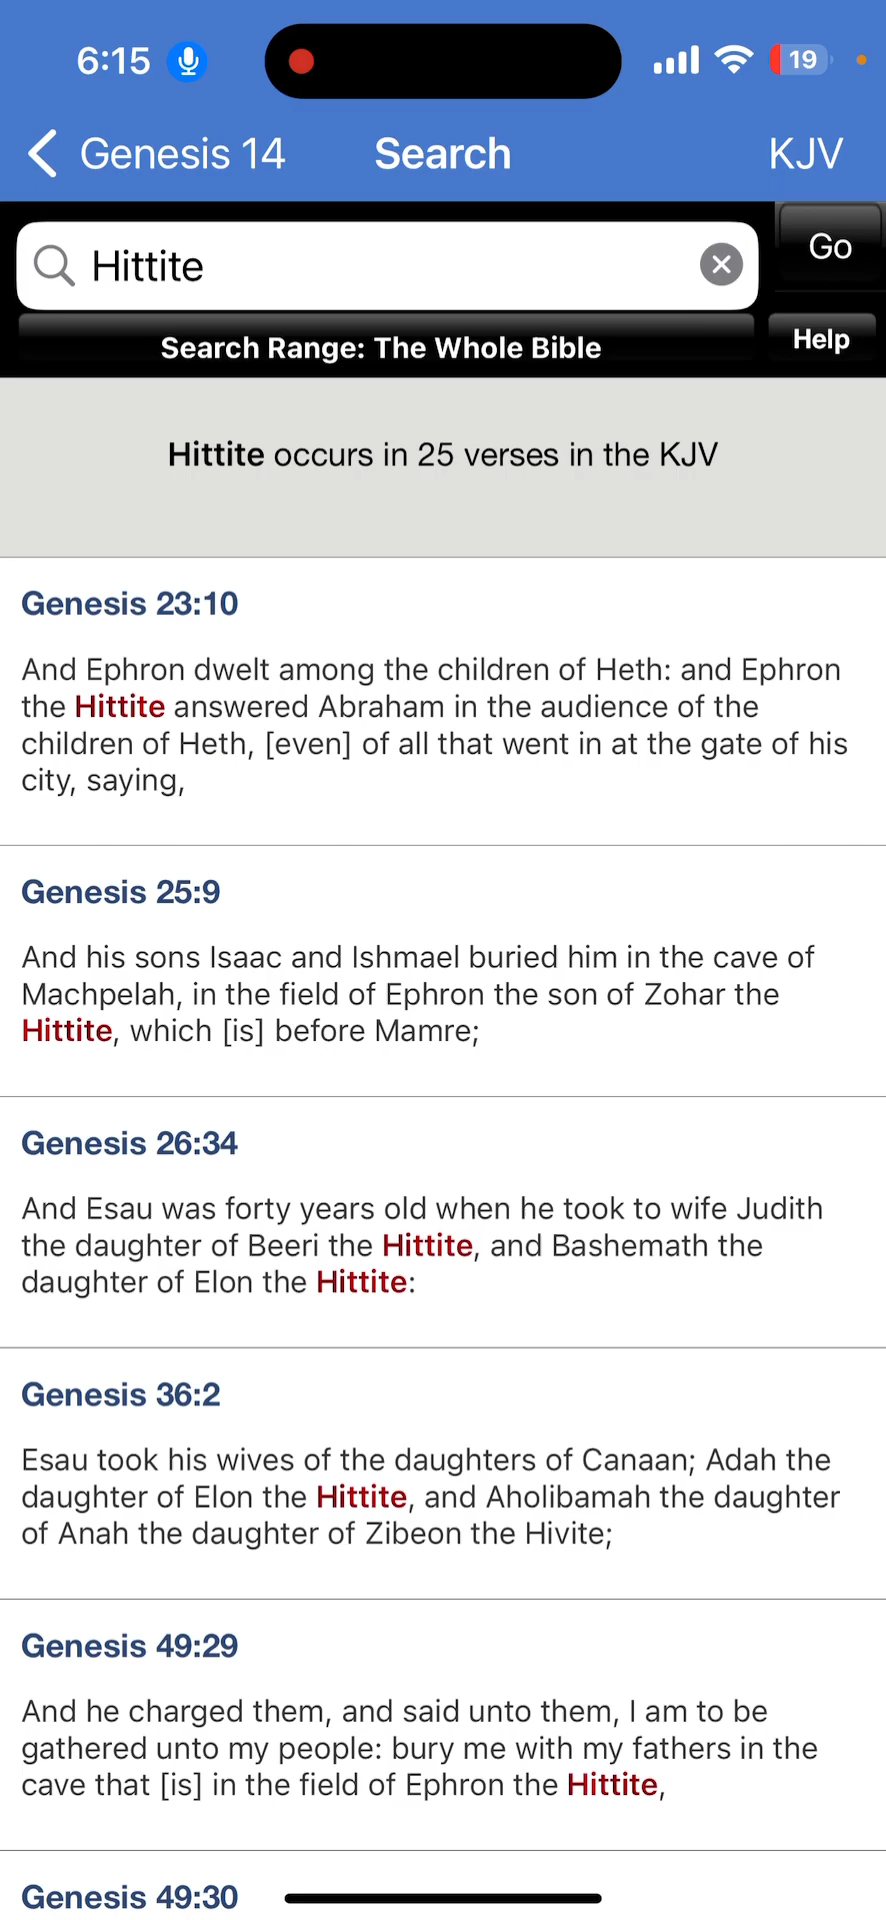 6:15 19
Genesis 14 Search KJV
Hittite Go
Search Range: The Whole Bible Help
Hittite occurs in 25 verses in the KJV
Genesis 23:10
And Ephron dwelt among the children of Heth: and Ephron
the Hittite answered Abraham in the audience of the
children of Heth, [even] of all that went in at the gate of his
city, saying,
Genesis 25:9
And his sons Isaac and Ishmael buried him in the cave of
Machpelah, in the field of Ephron the son of Zohar the
Hittite, which [is] before Mamre;
Genesis 26:34
And Esau was forty years old when he took to wife Judith
the daughter of Beeri the Hittite, and Bashemath the
daughter of Elon the Hittite:
Genesis 36:2
Esau took his wives of the daughters of Canaan; Adah the
daughter of Elon the Hittite, and Aholibamah the daughter
of Anah the daughter of Zibeon the Hivite;
Genesis 49:29
And he charged them, and said unto them, I am to be
gathered unto my people: bury me with my fathers in the
cave that [is] in the field of Ephron the Hittite,
Genesis 49:30